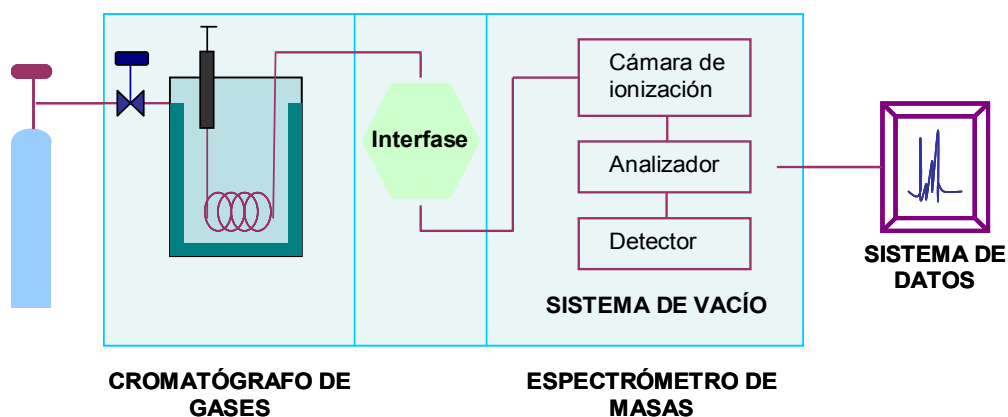 Interfase
Cámara de
ionización
Analizador
Detector
SISTEMA DE VACÍO
SISTEMA DE
DATOS
CROMATÓGRAFO DE
GASES
ESPECTRÓMETRO DE
MASAS